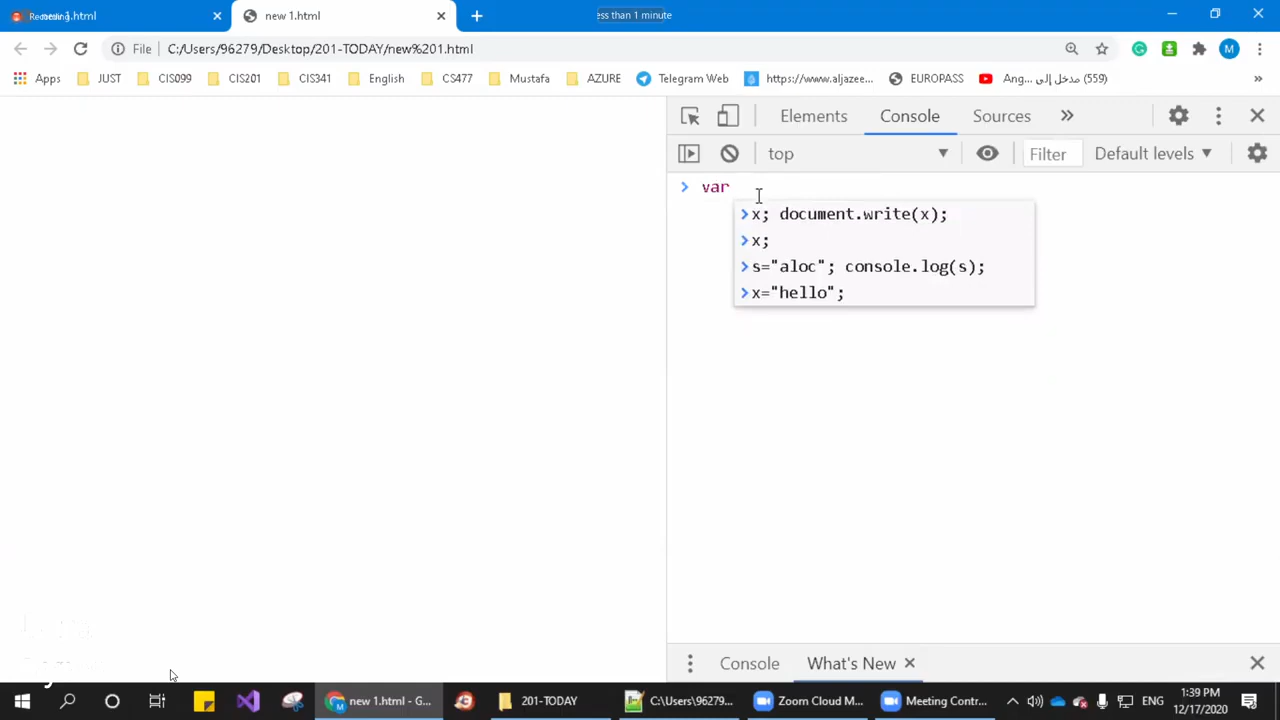 Recording
new 1.html
new 1.html
ess than 1 minute
File
C:/Users/96279/Desktop/201-TODAY/new%201.html
M
Apps
JUST
CIS099
CIS201
CIS341
English
CS477
Mustafa
AZURE
Telegram Web
https://www.aljazee...
EUROPASS
Ang... مدخل إلى (559)
»
Elements
Console
Sources
»
top
Filter
Default levels
> var
> x; document.write(x);
> x;
> s="aloc"; console.log(s);
> x="hello";
Console
What's New
new 1.html - G...
201-TODAY
C:\Users\96279...
Zoom Cloud M...
Meeting Contr...
ENG
1:39 PM
12/17/2020